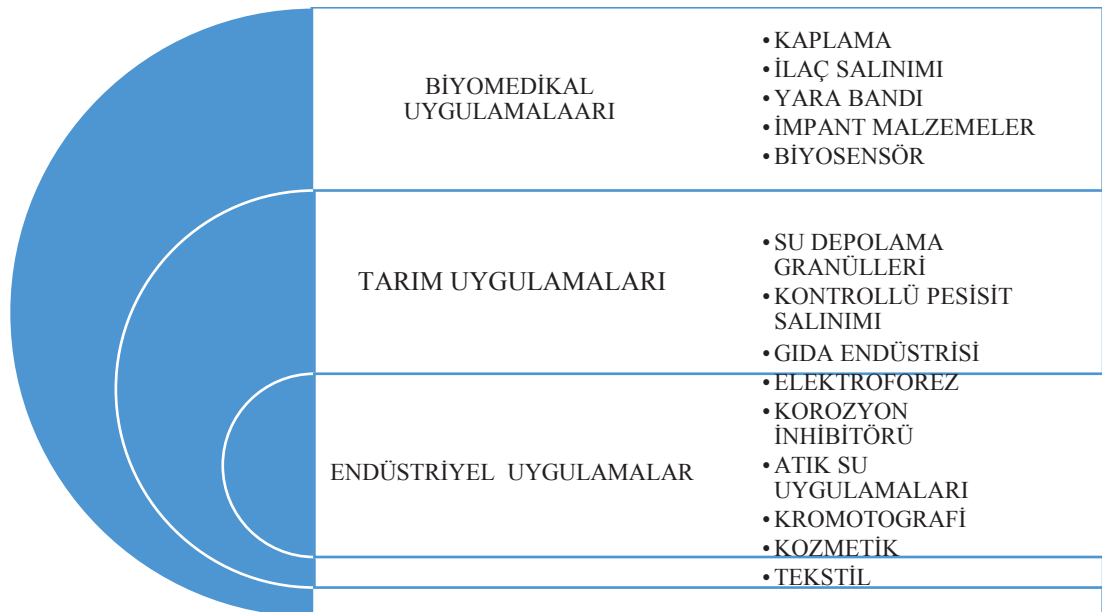 BİYOMEDİKAL
UYGULAMALAARI
•KAPLAMA
•İLAÇ SALINIMI
•YARA BANDI
•İMPANT MALZEMELER
•BİYOSENSÖR
TARIM UYGULAMALARI
•SU DEPOLAMA
GRANÜLLERİ
•KONTROLLÜ PESİSİT
SALINIMI
•GIDA ENDÜSTRİSİ
ENDÜSTRİYEL UYGULAMALAR
•ELEKTROFOREZ
•KOROZYON
İNHİBİTÖRÜ
•ATIK SU
UYGULAMALARI
•KROMOTOGRAFİ
•KOZMETİK
•TEKSTİL